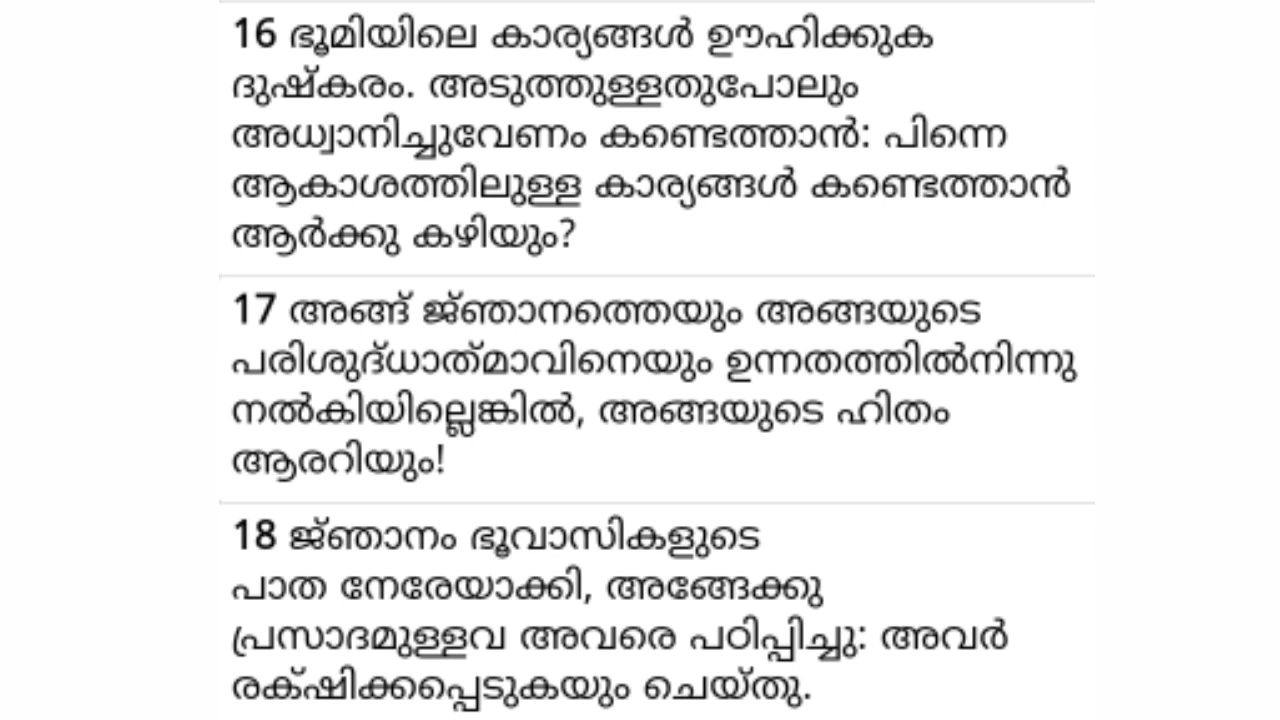 16 ഭൂമിയിലെ കാര്യങ്ങൾ ഊഹിക്കുക
ദുഷ്കരം. അടുത്തുള്ളതുപോലും
അധ്വാനിച്ചുവേണം കണ്ടെത്താൻ: പിന്നെ
ആകാശത്തിലുള്ള കാര്യങ്ങൾ കണ്ടെത്താൻ
ആർക്കു കഴിയും?
17 അങ്ങ് ജ്‌ഞാനത്തെയും അങ്ങയുടെ
പരിശുദ്‌ധാത്‌മാവിനെയും ഉന്നതത്തിൽനിന്നു
നൽകിയില്ലെങ്കിൽ, അങ്ങയുടെ ഹിതം
ആരറിയും!
18 ജ്‌ഞാനം ഭൂവാസികളുടെ
പാത നേരേയാക്കി, അങ്ങേക്കു
പ്രസാദമുള്ളവ അവരെ പഠിപ്പിച്ചു: അവർ
രക്‌ഷിക്കപ്പെടുകയും ചെയ്തു.